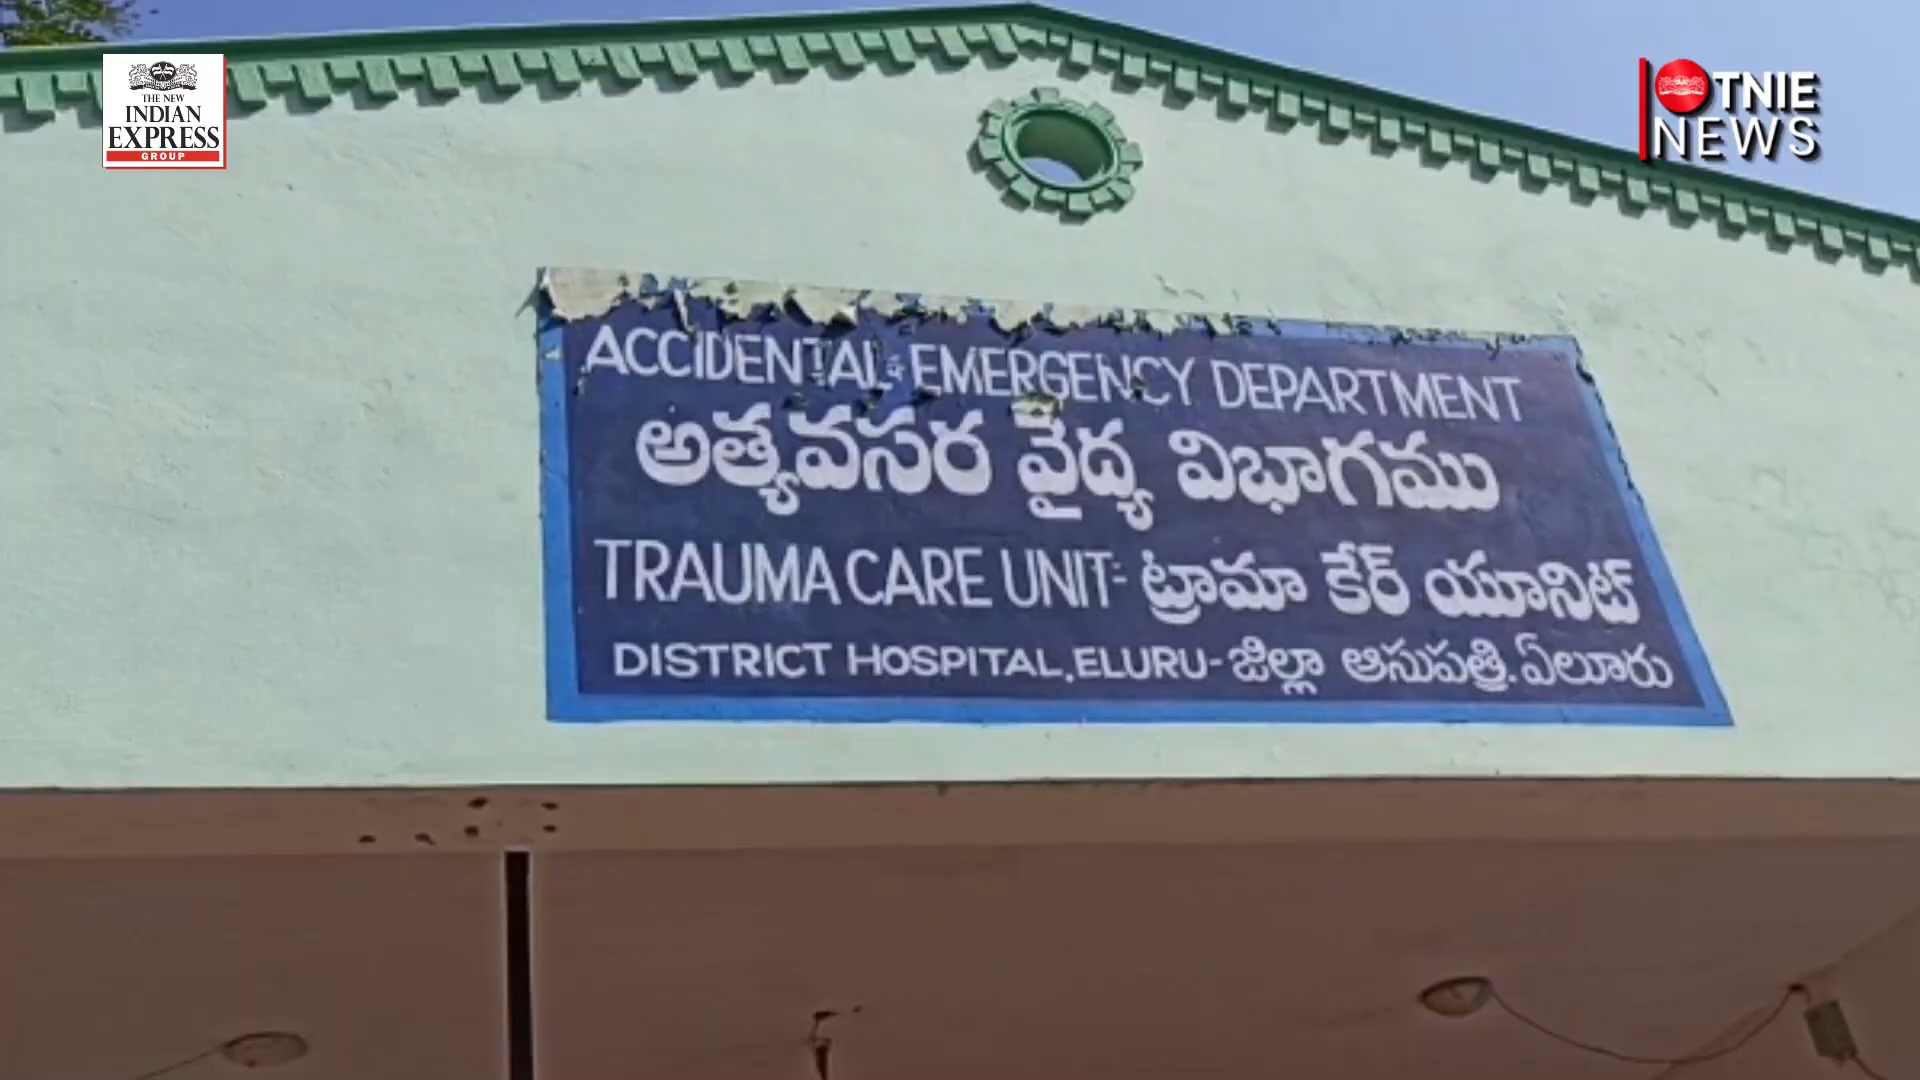 THE NEW
INDIAN
EXPRESS
GROUP
TNIE
NEWS
ACCIDENTAL & EMERGENCY DEPARTMENT
అత్యవసర వైద్య విభాగము
TRAUMA CARE UNIT- ట్రామా కేర్ యూనిట్
DISTRICT HOSPITAL, ELURU- జిల్లా ఆసుపత్రి. ఏలూరు